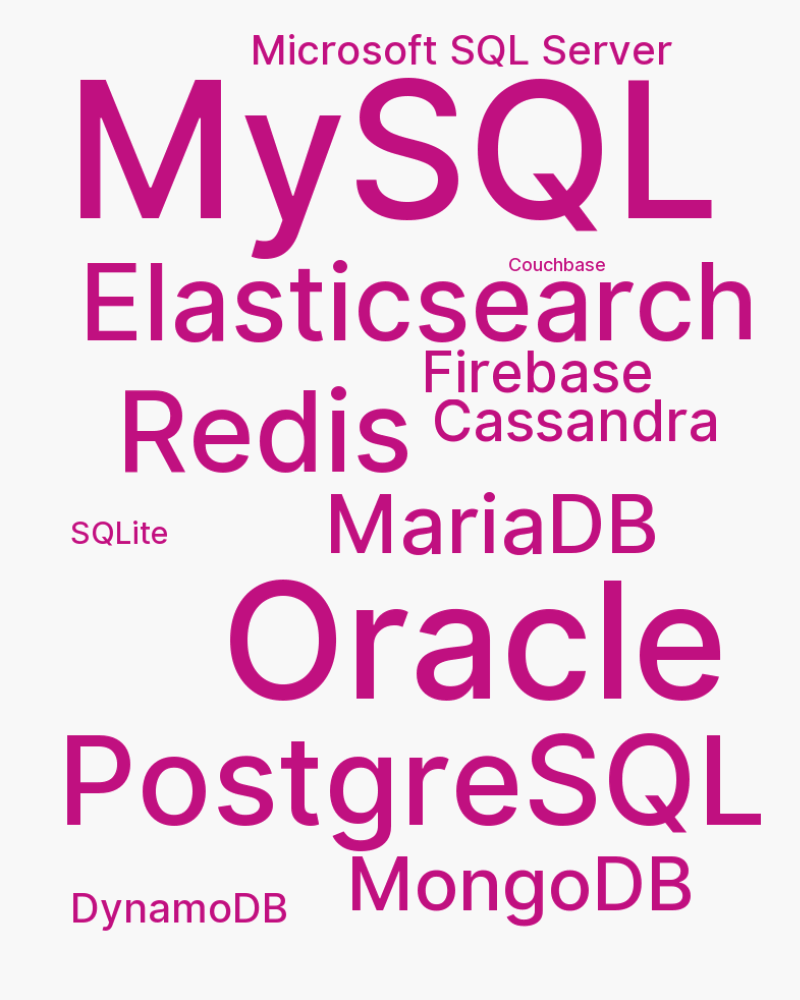 Microsoft SQL Server
MySQL
Couchbase
Elasticsearch
Firebase
Redis
Cassandra
MariaDB
SQLite
Oracle
PostgreSQL
MongoDB
DynamoDB